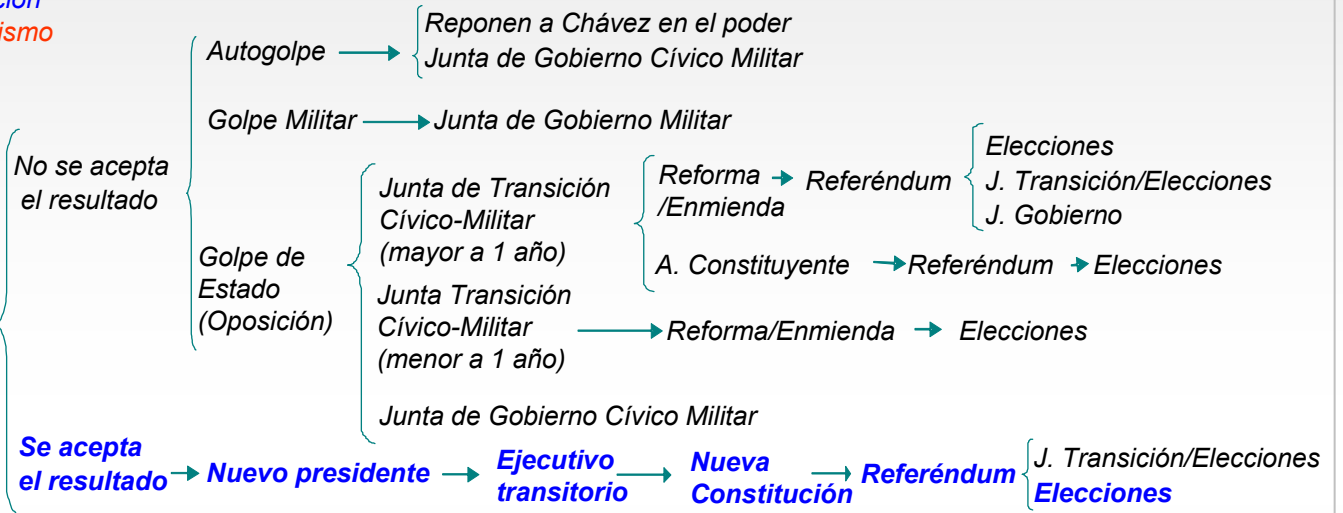 Autogolpe
Reponen a Chávez en el poder
Junta de Gobierno Cívico Militar
Golpe Militar
Junta de Gobierno Militar
No se acepta
el resultado
Golpe de
Estado
(Oposición)
Junta de Transición
Cívico-Militar
(mayor a 1 año)
Reforma
/Enmienda
Referéndum
Elecciones
J. Transición/Elecciones
J. Gobierno
A. Constituyente
Referéndum
Elecciones
Junta Transición
Cívico-Militar
(menor a 1 año)
Reforma/Enmienda
Elecciones
Junta de Gobierno Cívico Militar
Se acepta
el resultado
Nuevo presidente
Ejecutivo
transitorio
Nueva
Constitución
Referéndum
J. Transición/Elecciones
Elecciones